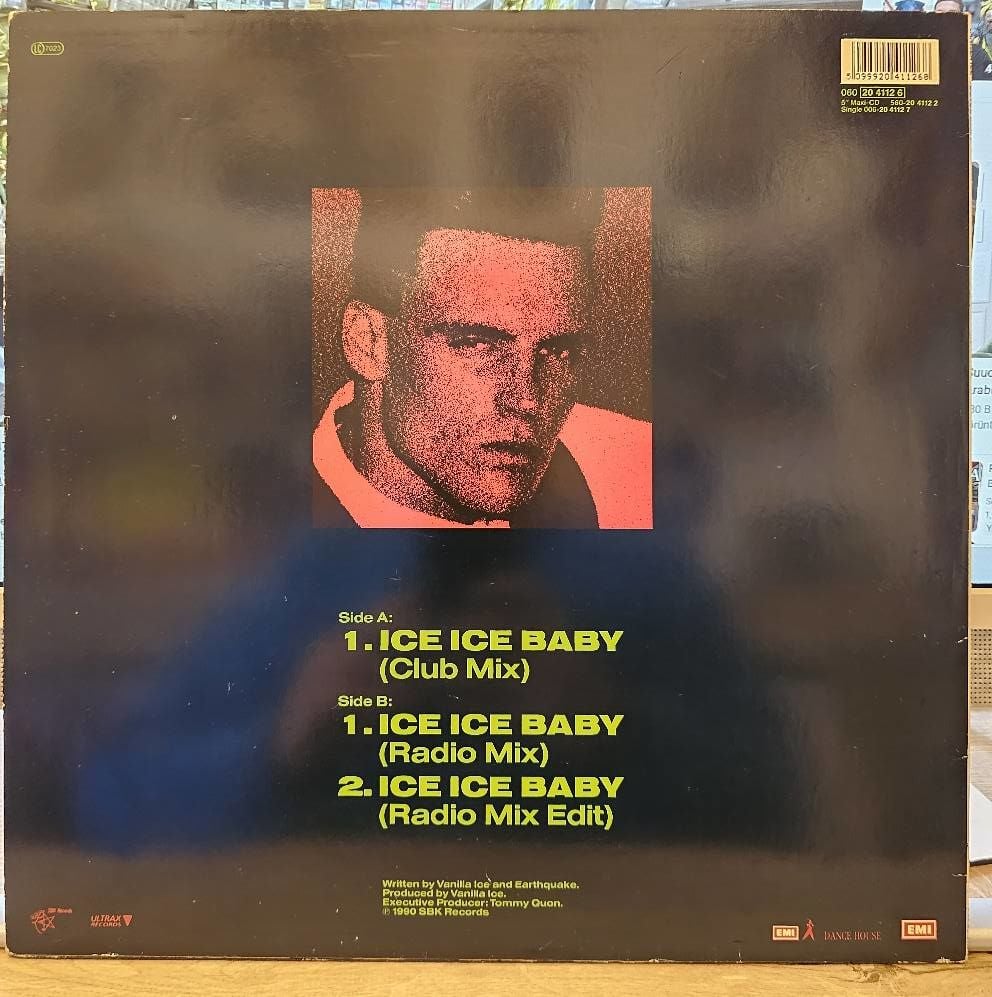 LC 7023
5 099920 411268
060 20 4112 6
5" Maxi-CD 560-20 4112 2
Single 006-20 4112 7
Side A:
1. ICE ICE BABY
(Club Mix)
Side B:
1. ICE ICE BABY
(Radio Mix)
2. ICE ICE BABY
(Radio Mix Edit)
Written by Vanilla Ice and Earthquake.
Produced by Vanilla Ice.
Executive Producer: Tommy Quon.
℗ 1990 SBK Records
SBK Records
ULTRAX
RECORDS
EMI DANCE HOUSE
EMI